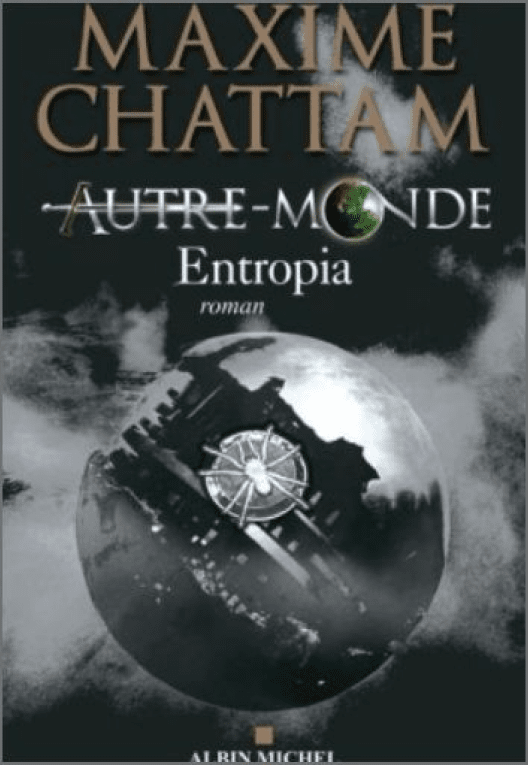 MAXIME
CHATTAM
AUTRE-MONDE
Entropia
roman
ALBIN MICHEL